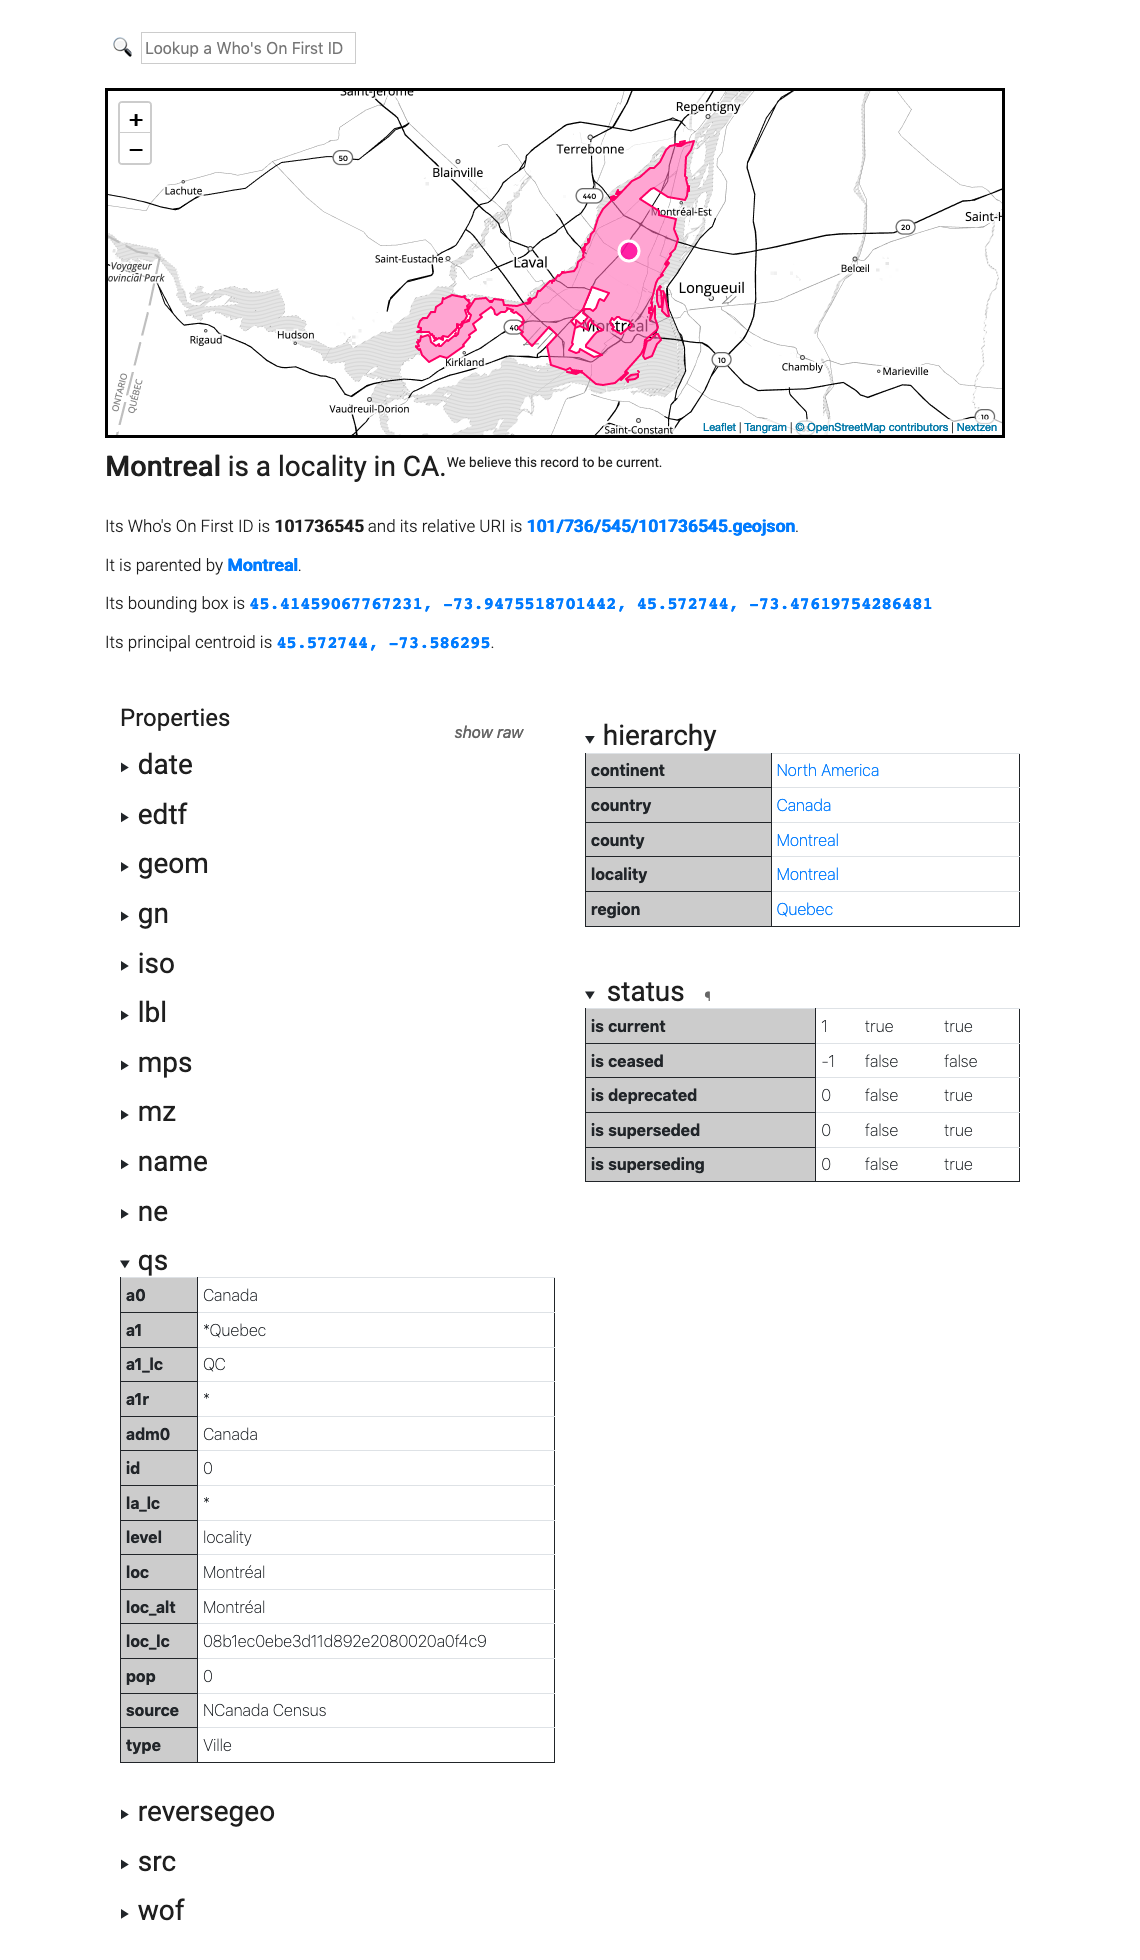 Lookup a Who's On First ID
+
−
Saint-Jérôme
Repentigny
Terrebonne
50
Blainville
Lachute
440
Montréal-Est
20
Saint-H
Saint-Eustache
Laval
Belœil
Voyageur
ovincial Park
Longueuil
40
Montréal
Hudson
Rigaud
Kirkland
10
Chambly
Marieville
ONTARIO
QUÉBEC
Vaudreuil-Dorion
10
Saint-Constant
Leaflet | Tangram | © OpenStreetMap contributors | Nextzen
Montreal is a locality in CA. We believe this record to be current.
Its Who's On First ID is 101736545 and its relative URI is 101/736/545/101736545.geojson.
It is parented by Montreal.
Its bounding box is 45.41459067767231, -73.9475518701442, 45.572744, -73.47619754286481
Its principal centroid is 45.572744, -73.586295.
Properties
show raw
date
edtf
geom
gn
iso
lbl
mps
mz
name
ne
qs
a0 Canada
a1 *Quebec
a1_lc QC
a1r *
adm0 Canada
id 0
la_lc *
level locality
loc Montréal
loc_alt Montréal
loc_lc 08b1ec0ebe3d11d892e2080020a0f4c9
pop 0
source NCanada Census
type Ville
reversegeo
src
wof
hierarchy
continent North America
country Canada
county Montreal
locality Montreal
region Quebec
status ¶
is current 1 true true
is ceased -1 false false
is deprecated 0 false true
is superseded 0 false true
is superseding 0 false true